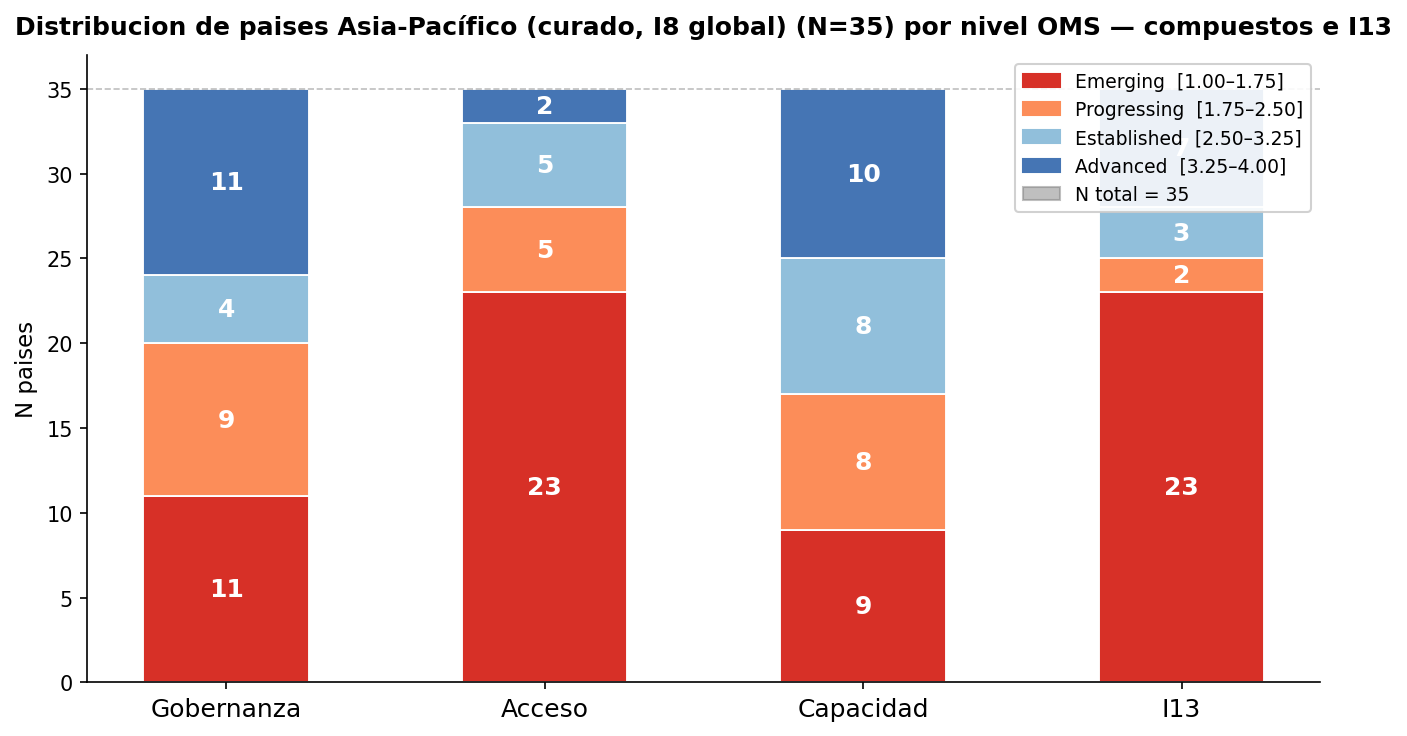 Distribucion de paises Asia-Pacífico (curado, I8 global) (N=35) por nivel OMS — compuestos e I13
Emerging [1.00–1.75]
Progressing [1.75–2.50]
Established [2.50–3.25]
Advanced [3.25–4.00]
N total = 35
N paises
35
30
25
20
15
10
5
0
11
4
9
11
2
5
5
23
10
8
8
9
7
3
2
23
Gobernanza
Acceso
Capacidad
I13